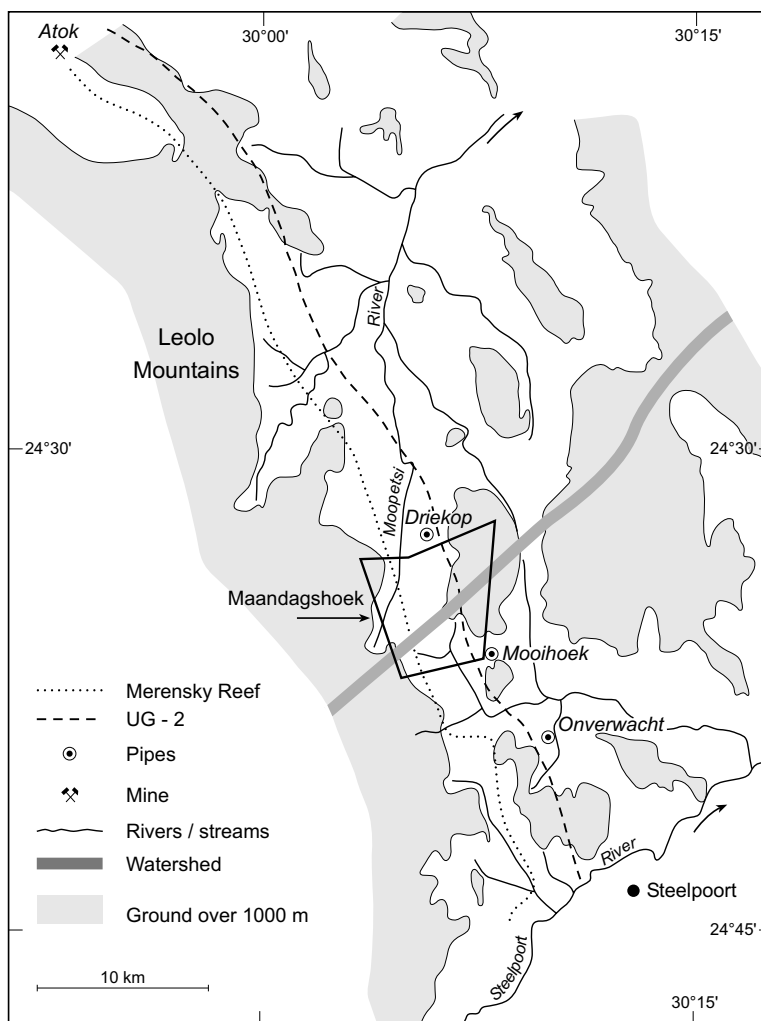 Atok
30°00'
30°15'
River
Leolo
Mountains
24°30'
24°30'
Moopetsi
Driekop
Maandagshoek
Mooihoek
Merensky Reef
UG - 2
Onverwacht
Pipes
Mine
Rivers / streams
River
Watershed
Steelpoort
Ground over 1000 m
24°45'
Steelpoort
10 km
30°15'